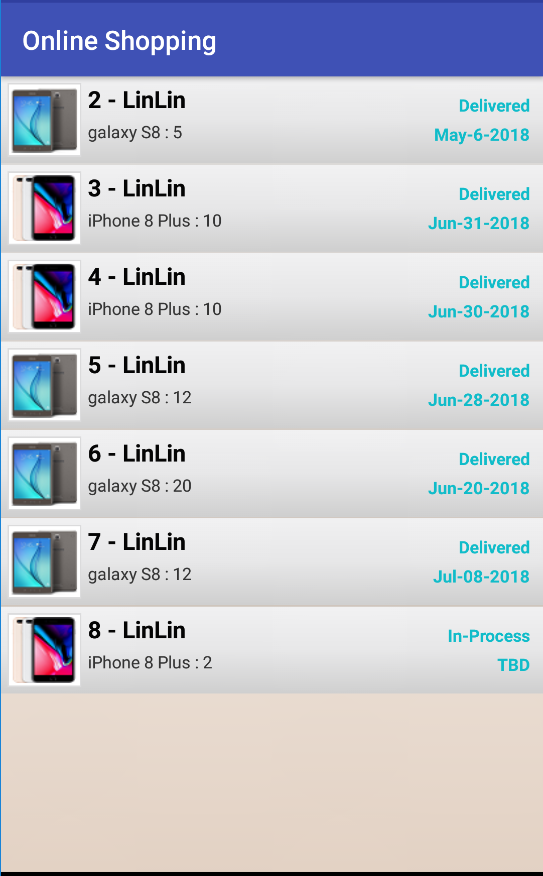 Online Shopping
2 - LinLin
Delivered
galaxy S8 : 5
May-6-2018
3 - LinLin
Delivered
iPhone 8 Plus : 10
Jun-31-2018
4 - LinLin
Delivered
iPhone 8 Plus : 10
Jun-30-2018
5 - LinLin
Delivered
galaxy S8 : 12
Jun-28-2018
6 - LinLin
Delivered
galaxy S8 : 20
Jun-20-2018
7 - LinLin
Delivered
galaxy S8 : 12
Jul-08-2018
8 - LinLin
In-Process
iPhone 8 Plus : 2
TBD